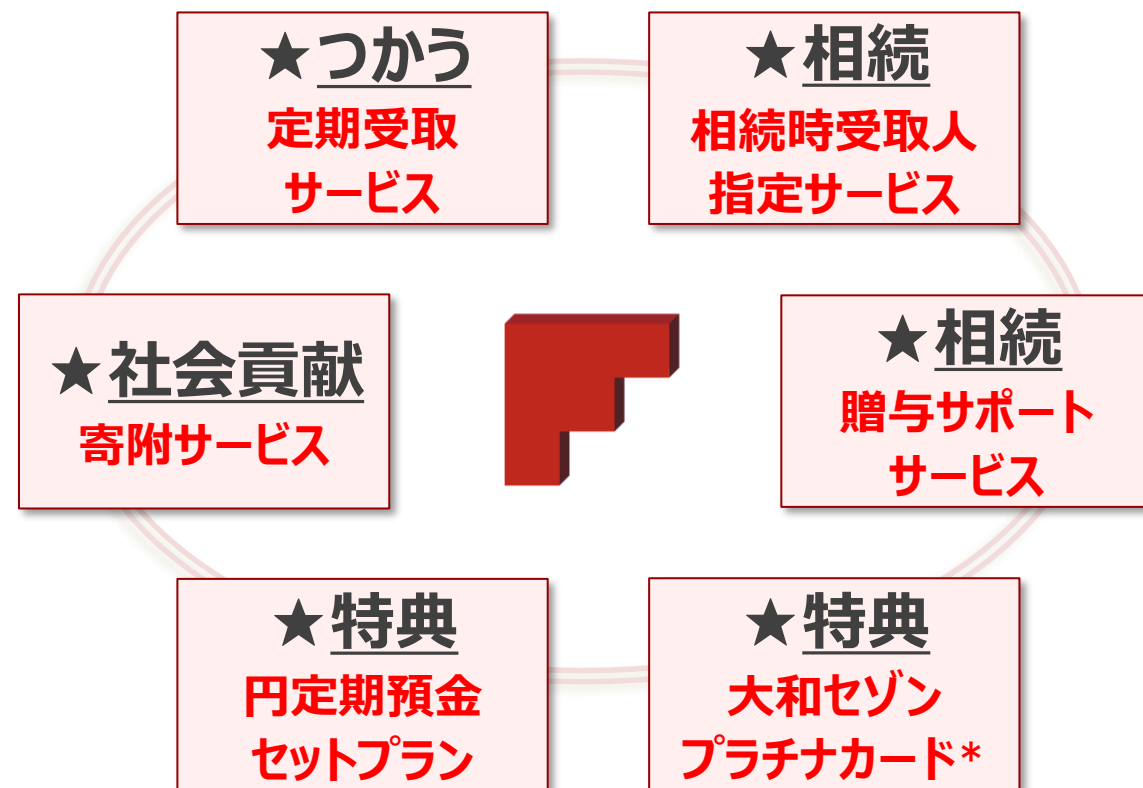 ★つかう
定期受取
サービス
★相続
相続時受取人
指定サービス
★社会貢献
寄附サービス
★相続
贈与サポート
サービス
★特典
円定期預金
セットプラン
★特典
大和セゾン
プラチナカード*